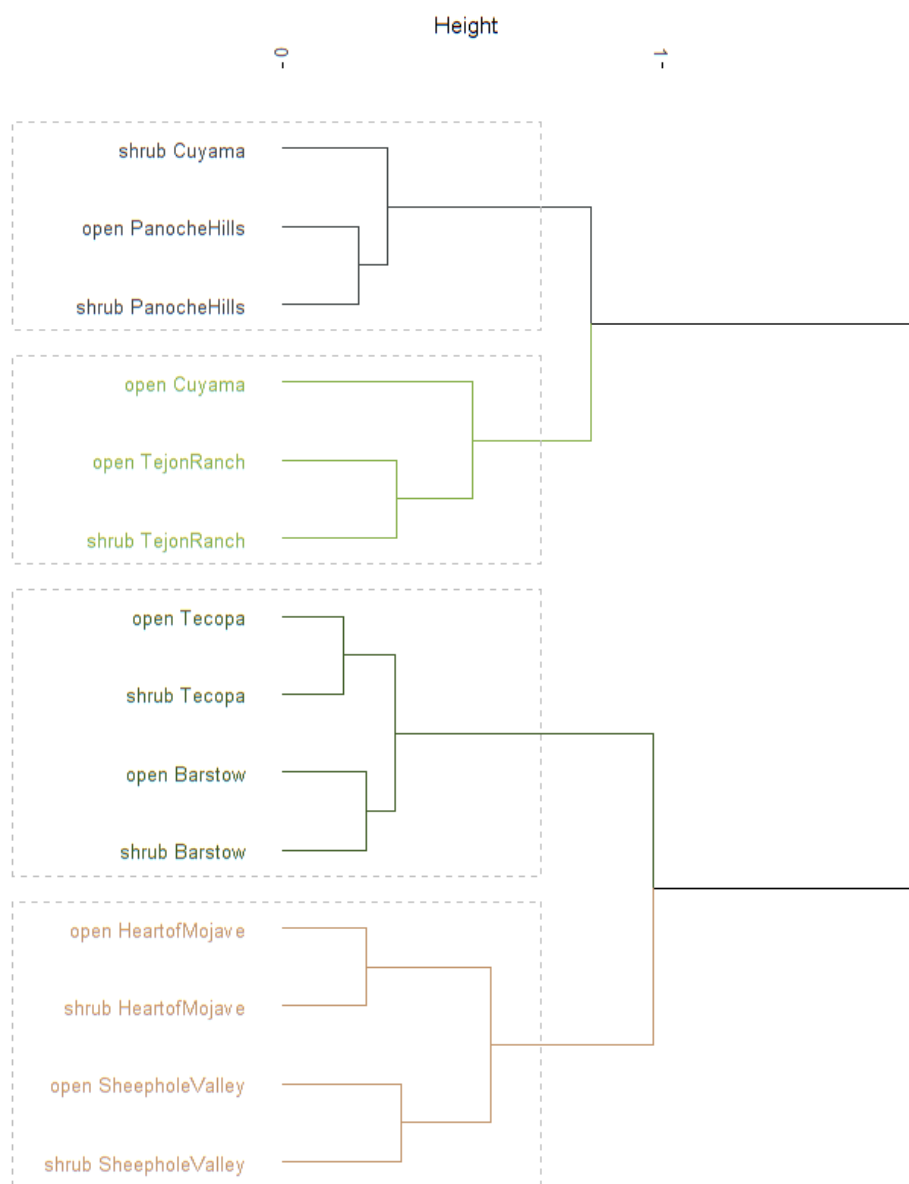 Height
0
1
shrub Cuyama
open PanocheHills
shrub PanocheHills
open Cuyama
open TejonRanch
shrub TejonRanch
open Tecopa
shrub Tecopa
open Barstow
shrub Barstow
open HeartofMojave
shrub HeartofMojave
open SheepholeValley
shrub SheepholeValley